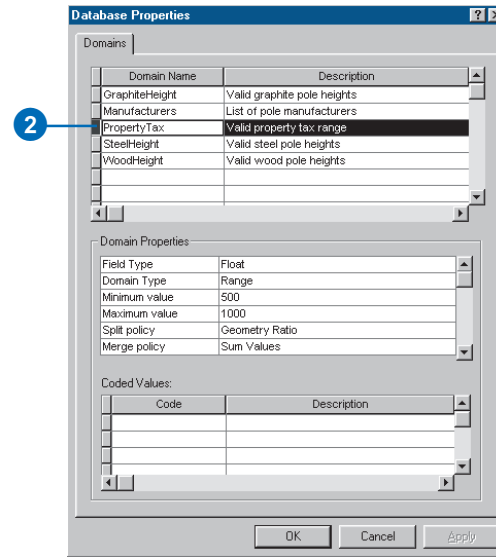 Database Properties
Domains
Domain Name Description
GraphiteHeight Valid graphite pole heights
Manufacturers List of pole manufacturers
2
PropertyTax Valid property tax range
SteelHeight Valid steel pole heights
WoodHeight Valid wood pole heights
Domain Properties
Field Type Float
Domain Type Range
Minimum value 500
Maximum value 1000
Split policy Geometry Ratio
Merge policy Sum Values
Coded Values:
Code Description
OK Cancel Apply